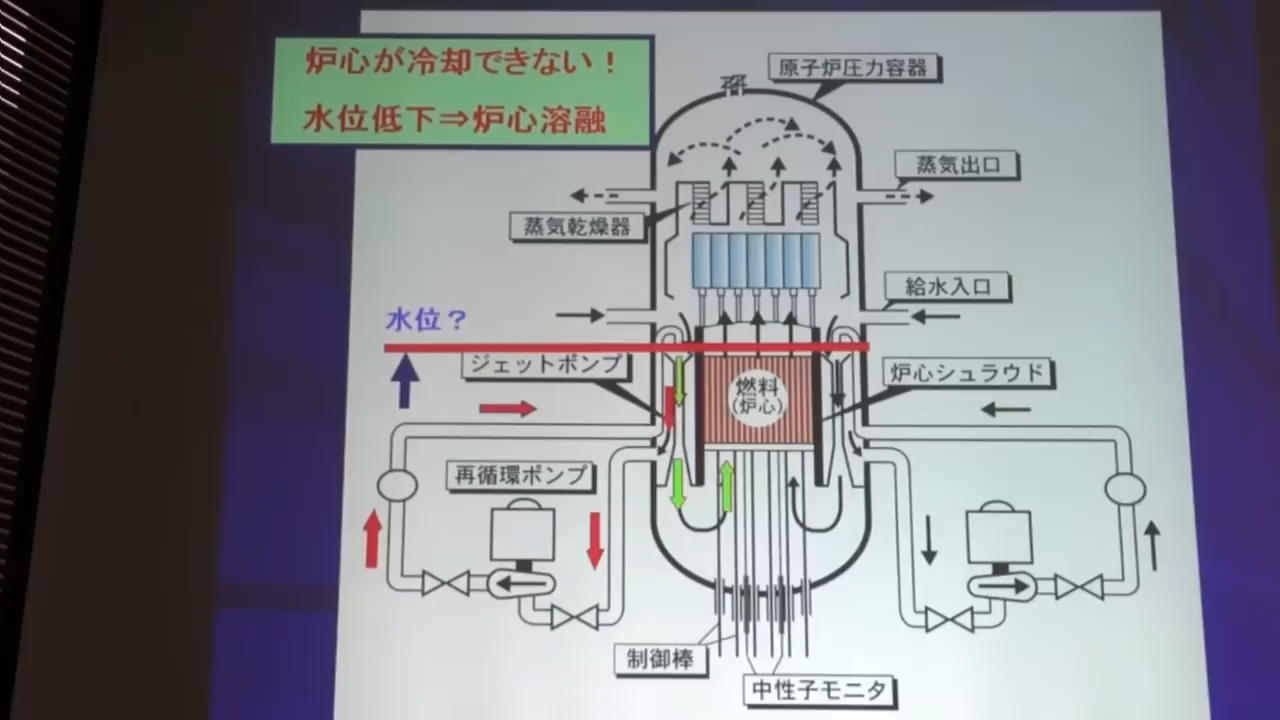 炉心が冷却できない！
水位低下⇒炉心溶融
原子炉圧力容器
蒸気出口
蒸気乾燥器
給水入口
水位？
ジェットポンプ
燃料
(炉心)
炉心シュラウド
再循環ポンプ
制御棒
中性子モニタ